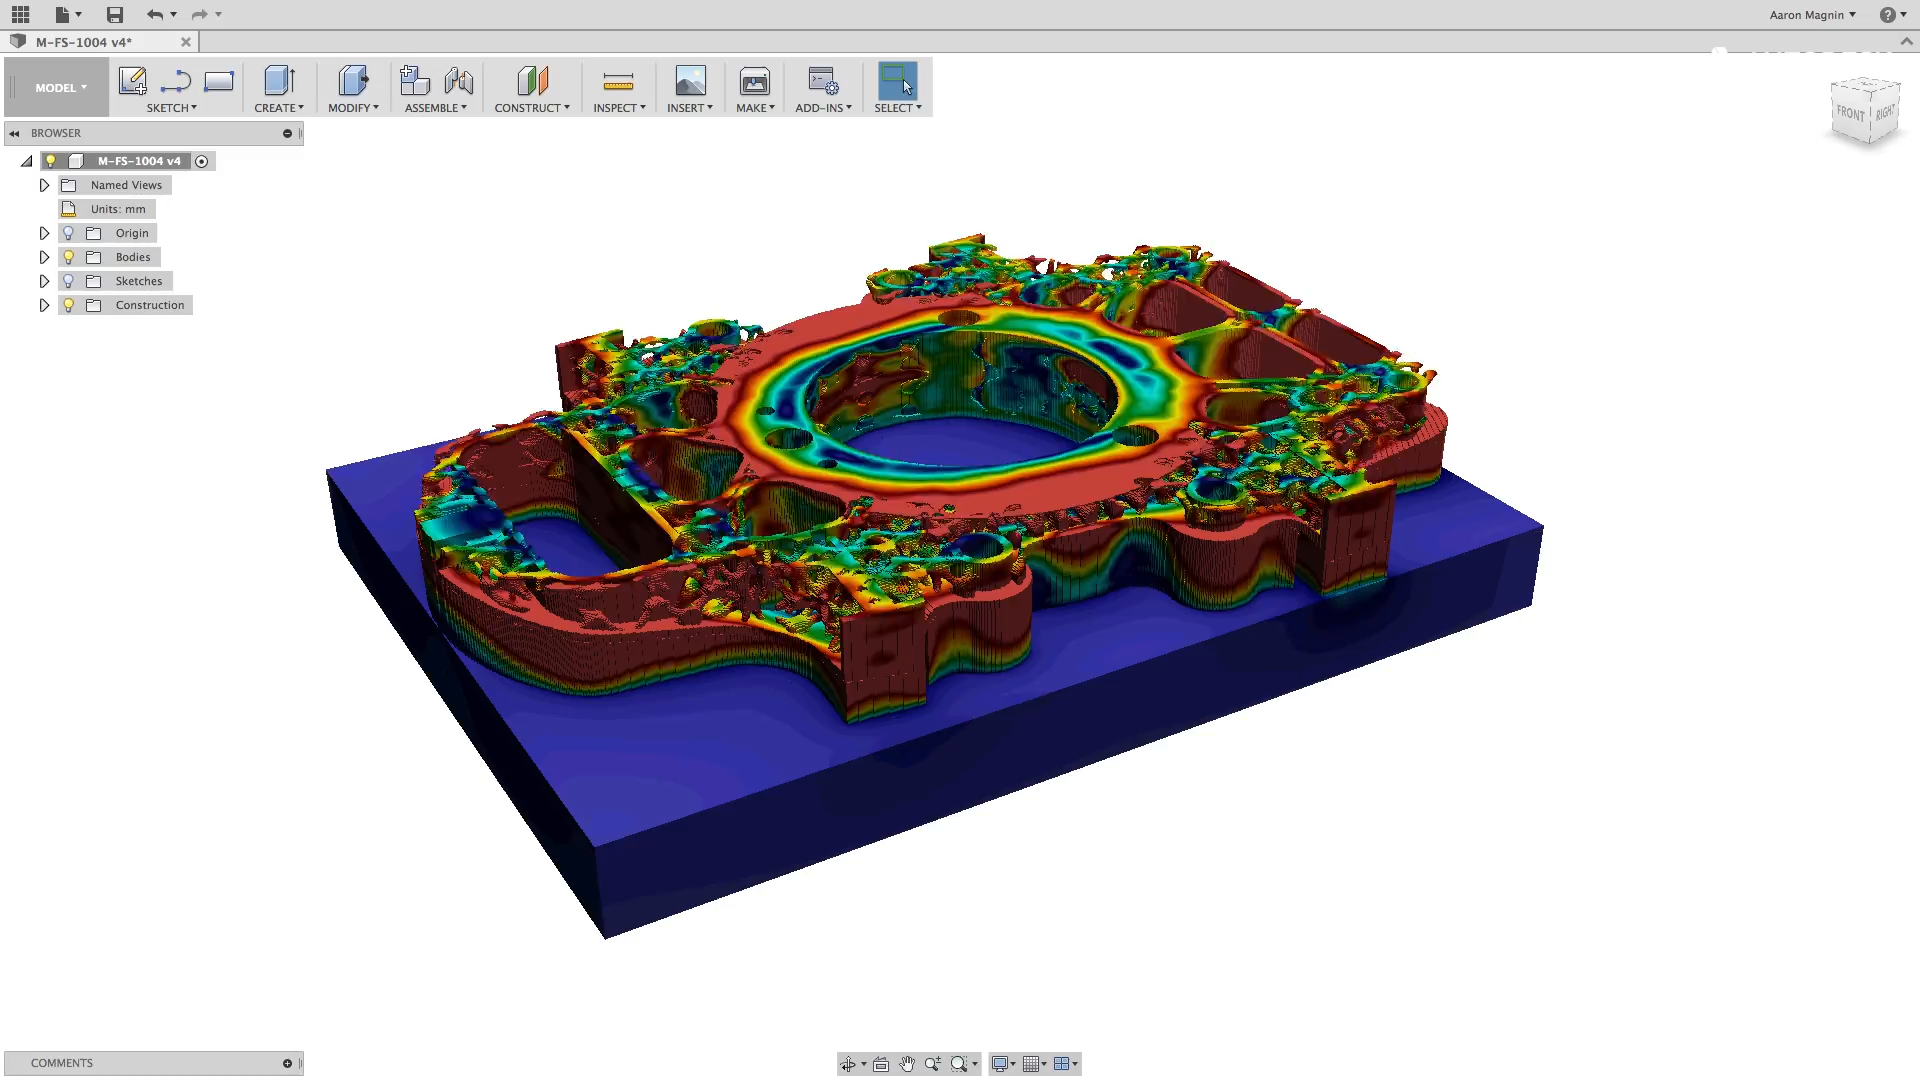 Aaron Magnin
M-FS-1004 v4*
MODEL
SKETCH
CREATE
MODIFY
ASSEMBLE
CONSTRUCT
INSPECT
INSERT
MAKE
ADD-INS
SELECT
FRONT
RIGHT
BROWSER
M-FS-1004 v4
Named Views
Units: mm
Origin
Bodies
Sketches
Construction
COMMENTS